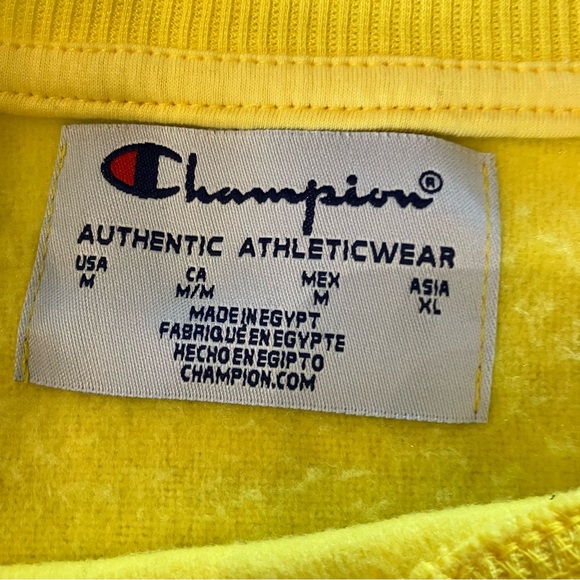 Champion®
AUTHENTIC ATHLETICWEAR
USA CA MEX ASIA
M M/M M XL
MADE IN EGYPT
FABRIQUÉ EN EGYPTE
HECHO EN EGIPTO
CHAMPION.COM